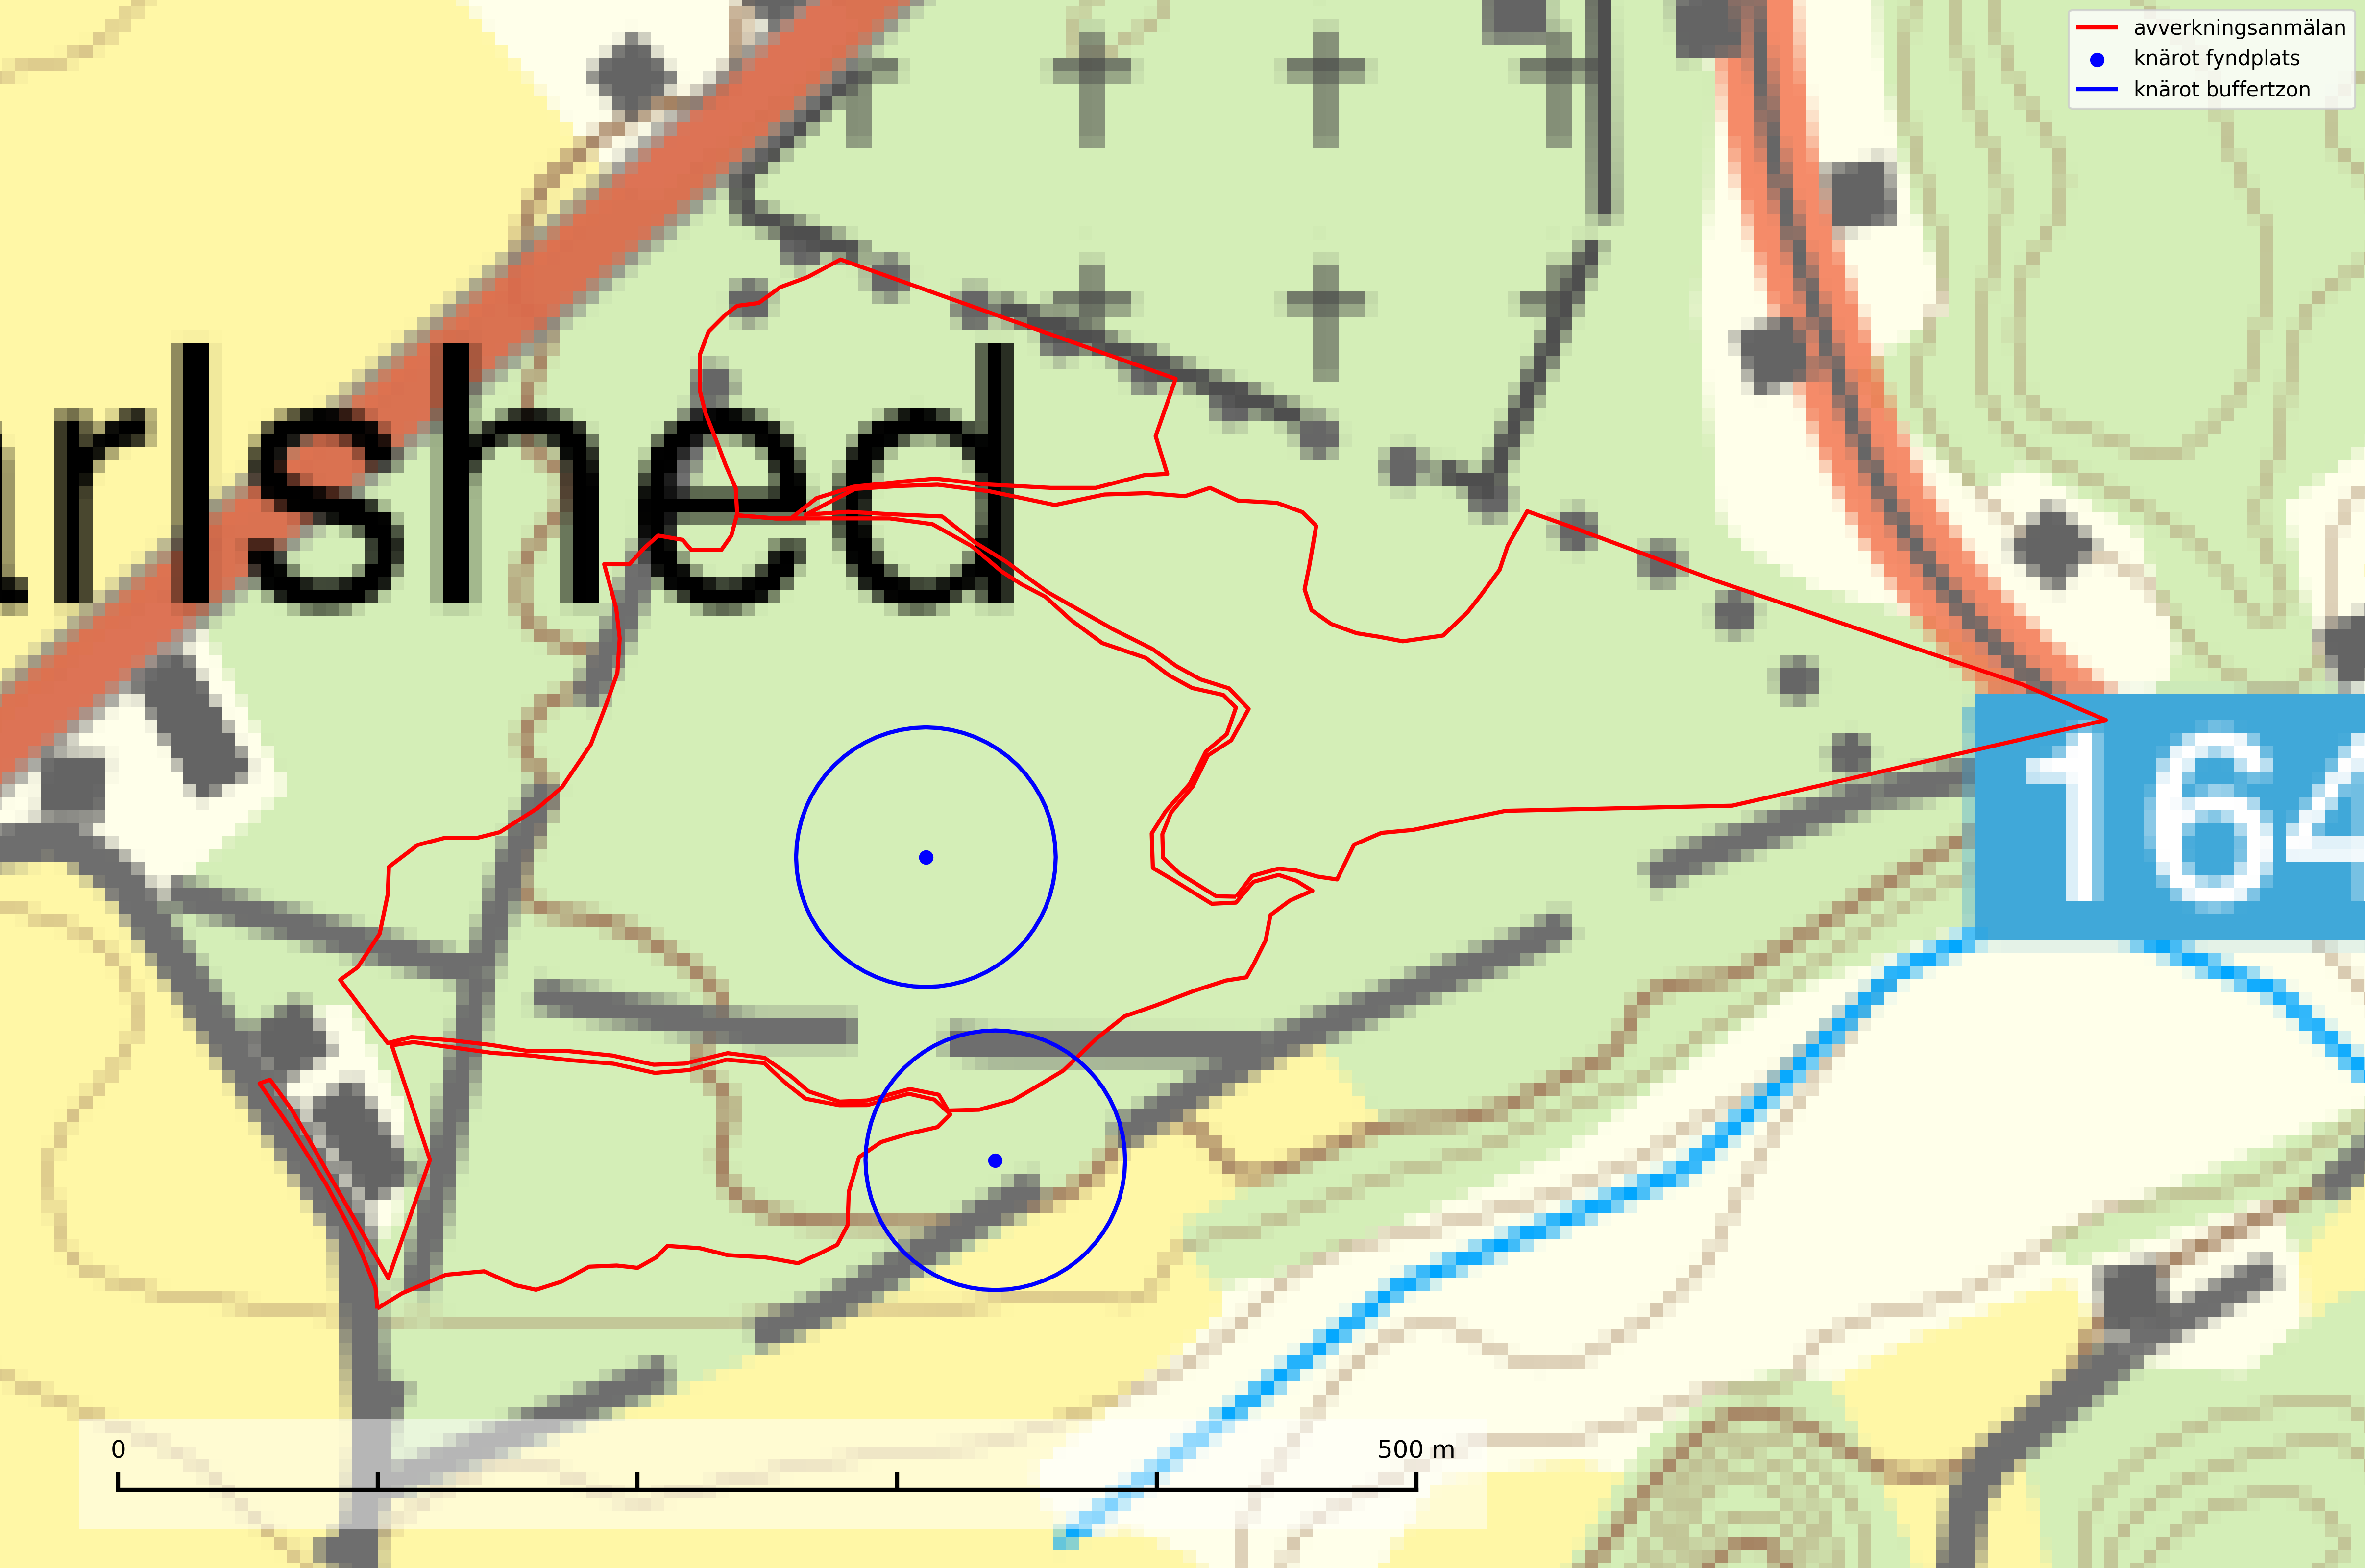 avverkningsanmälan
knärot fyndplats
knärot buffertzon
rlshed
164
0 500 m